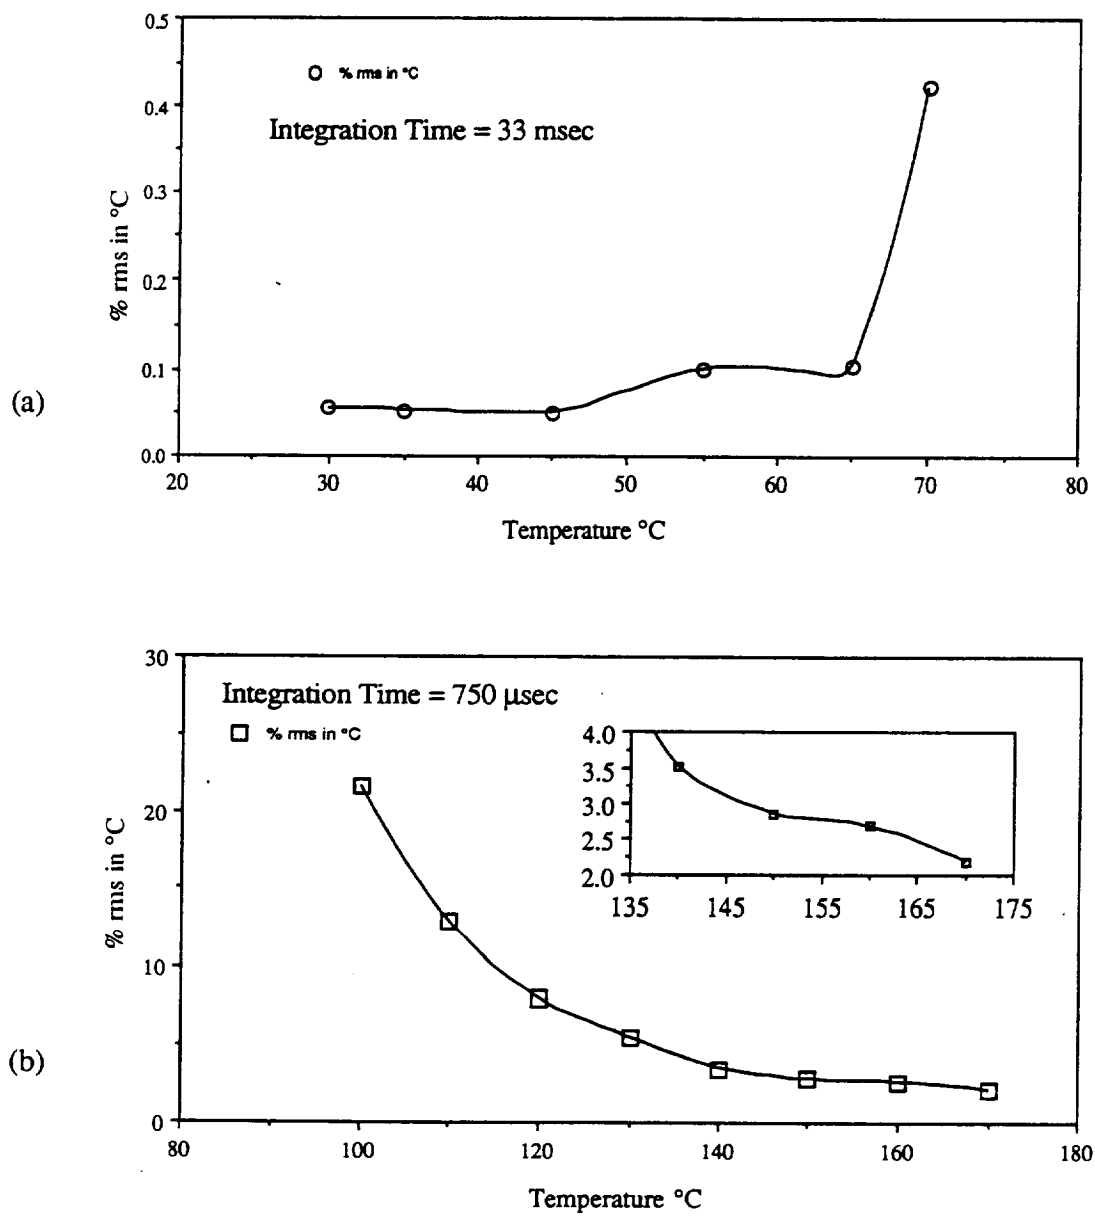 0.5
% rms in °C
Integration Time = 33 msec
0.4
0.3
0.2
0.1
0.0
% rms in °C
(a)
20 30 40 50 60 70 80
Temperature °C
30
Integration Time = 750 µsec
% rms in °C
4.0
3.5
3.0
2.5
2.0
135 145 155 165 175
20
10
0
% rms in °C
(b)
80 100 120 140 160 180
Temperature °C